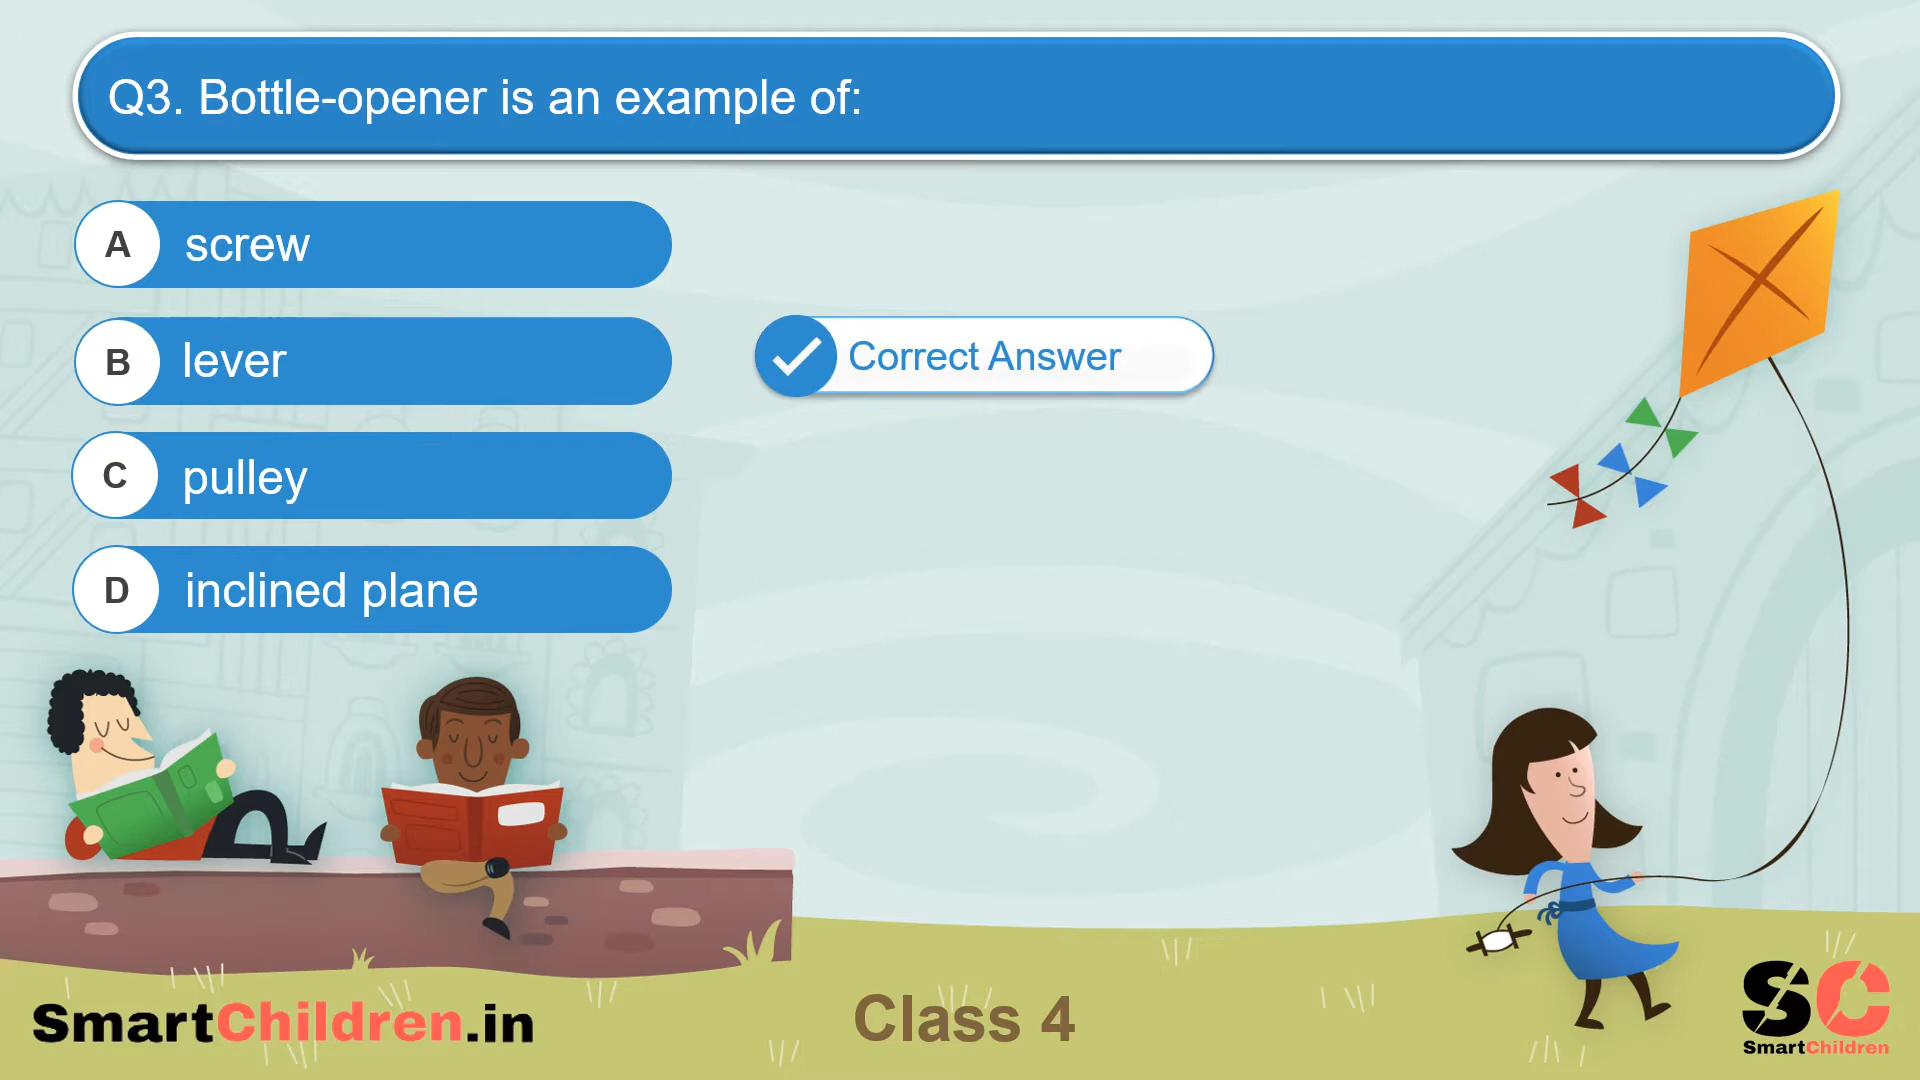 Q3. Bottle-opener is an example of:
A screw
B lever
Correct Answer
C pulley
D inclined plane
SmartChildren.in
Class 4
SC
SmartChildren